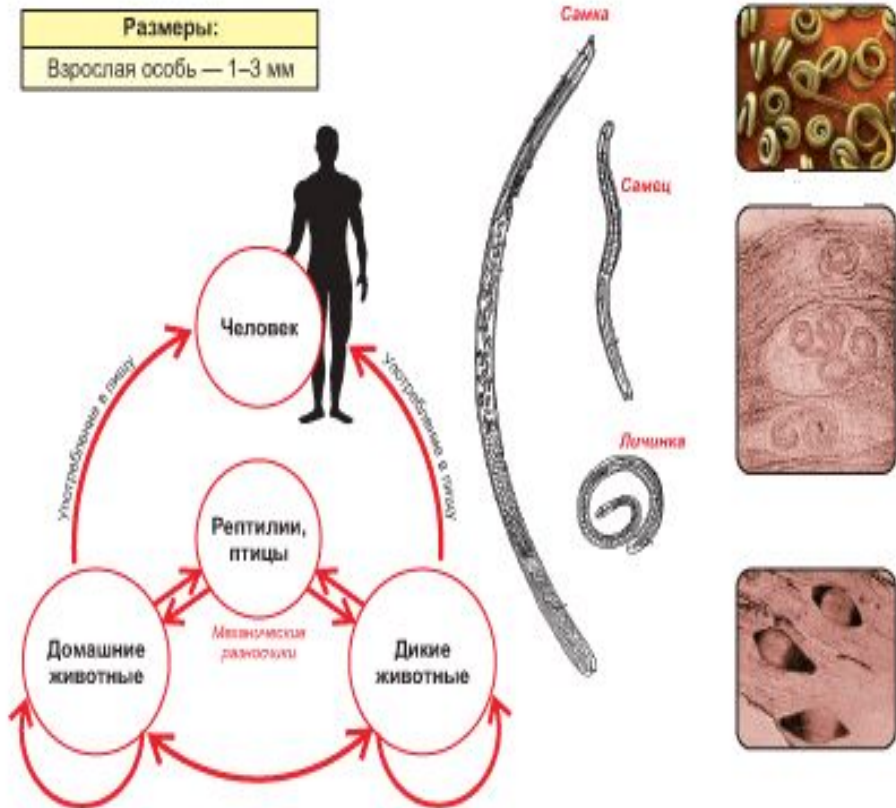 Размеры:
Взрослая особь — 1–3 мм
Самка
Самец
Человек
Употребление в пищу
Употребление в пищу
Личинка
Рептилии,
птицы
Механические
разносчики
Домашние
животные
Дикие
животные